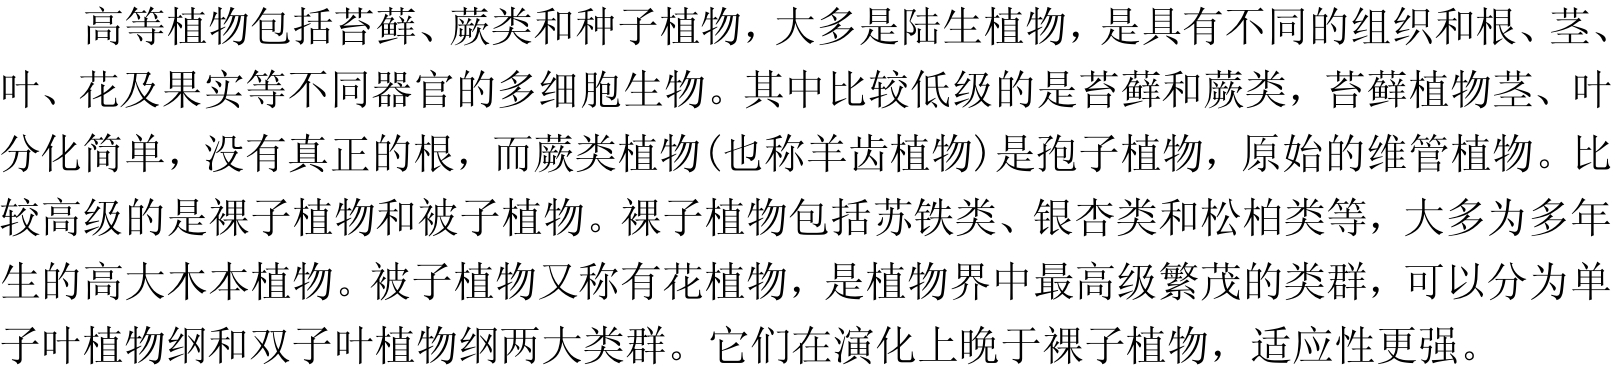 高等植物包括苔藓、蕨类和种子植物，大多是陆生植物，是具有不同的组织和根、茎、
叶、花及果实等不同器官的多细胞生物。其中比较低级的是苔藓和蕨类，苔藓植物茎、叶
分化简单，没有真正的根，而蕨类植物(也称羊齿植物)是孢子植物，原始的维管植物。比
较高级的是裸子植物和被子植物。裸子植物包括苏铁类、银杏类和松柏类等，大多为多年
生的高大木本植物。被子植物又称有花植物，是植物界中最高级繁茂的类群，可以分为单
子叶植物纲和双子叶植物纲两大类群。它们在演化上晚于裸子植物，适应性更强。